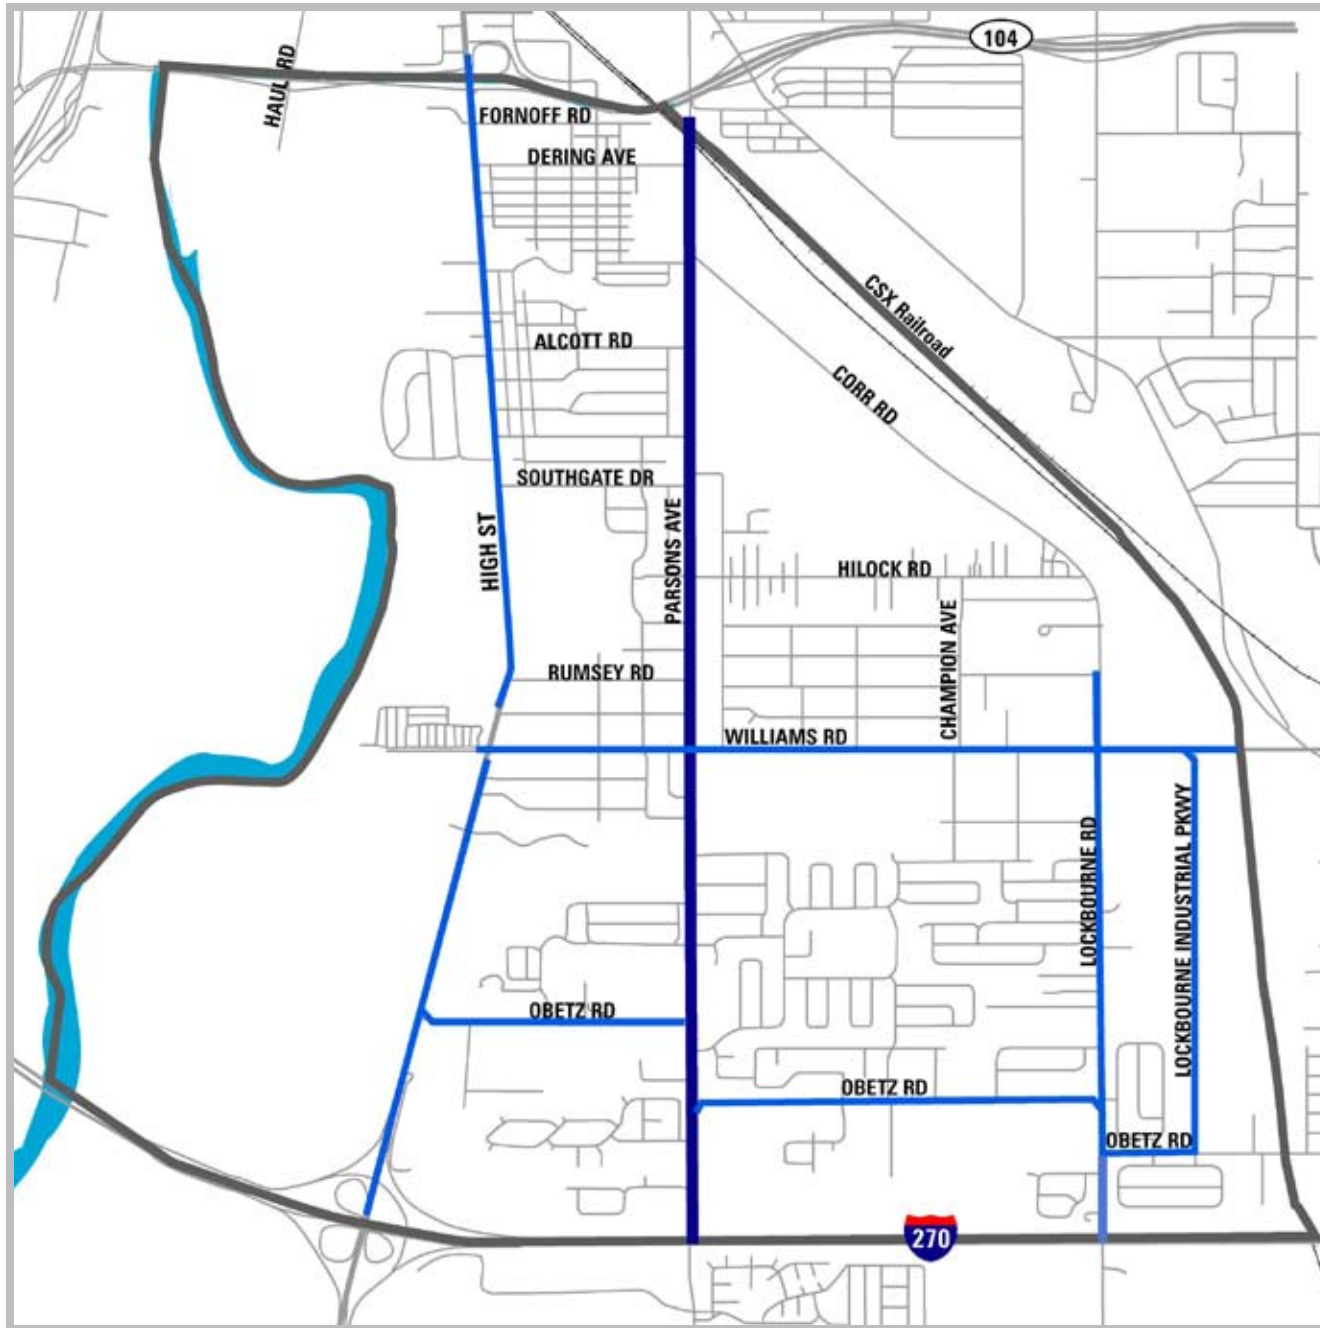 104
HAUL RD
FORNOFF RD
DERING AVE
CSX Railroad
ALCOTT RD
CORR RD
SOUTHGATE DR
HIGH ST
PARSONS AVE
HILOCK RD
CHAMPION AVE
RUMSEY RD
WILLIAMS RD
LOCKBOURNE RD
LOCKBOURNE INDUSTRIAL PKWY
OBETZ RD
OBETZ RD
OBETZ RD
270